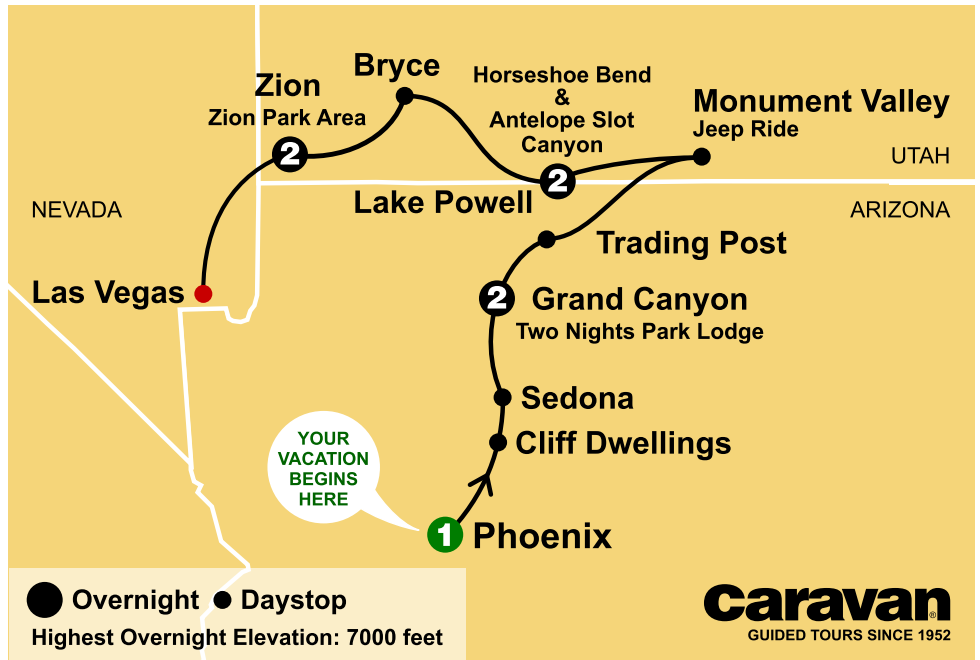 Zion
Zion Park Area
2
Bryce
Horseshoe Bend
&
Antelope Slot
Canyon
2
Lake Powell
Monument Valley
Jeep Ride
UTAH
NEVADA
ARIZONA
Las Vegas
Trading Post
2
Grand Canyon
Two Nights Park Lodge
Sedona
Cliff Dwellings
YOUR
VACATION
BEGINS
HERE
1
Phoenix
Overnight
Daystop
Highest Overnight Elevation: 7000 feet
caravan®
GUIDED TOURS SINCE 1952